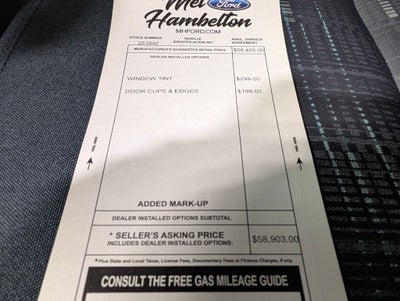 Mel
Ford
Hambelton
MHFORD.COM
STOCK NUMBER VEHICLE IDENTIFICATION NO AVAIL. SERVICE AGREEMENT
251840
MANUFACTURER'S SUGGESTED RETAIL PRICE $58,405.00
DEALER INSTALLED OPTIONS
WINDOW TINT $299.00
DOOR CUPS & EDGES $199.00
ADDED MARK-UP
DEALER INSTALLED OPTIONS SUBTOTAL
* SELLER'S ASKING PRICE
INCLUDES DEALER INSTALLED OPTIONS: $58,903.00
* Plus State and Local Taxes, License Fees, Documentary Fees or Finance Charges, if any.
CONSULT THE FREE GAS MILEAGE GUIDE